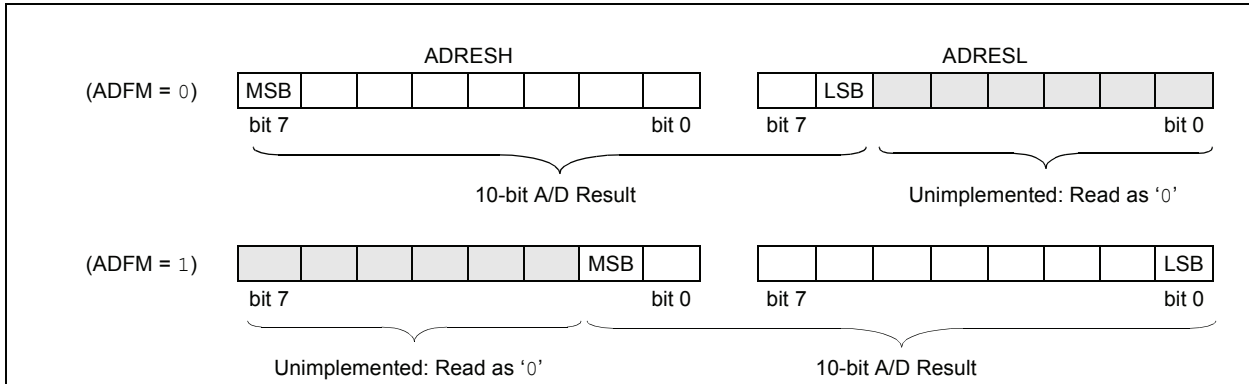 ADRESH ADRESL
(ADFM = 0) MSB LSB
bit 7 bit 0 bit 7 bit 0
10-bit A/D Result Unimplemented: Read as ‘0’
(ADFM = 1) MSB LSB
bit 7 bit 0 bit 7 bit 0
Unimplemented: Read as ‘0’ 10-bit A/D Result